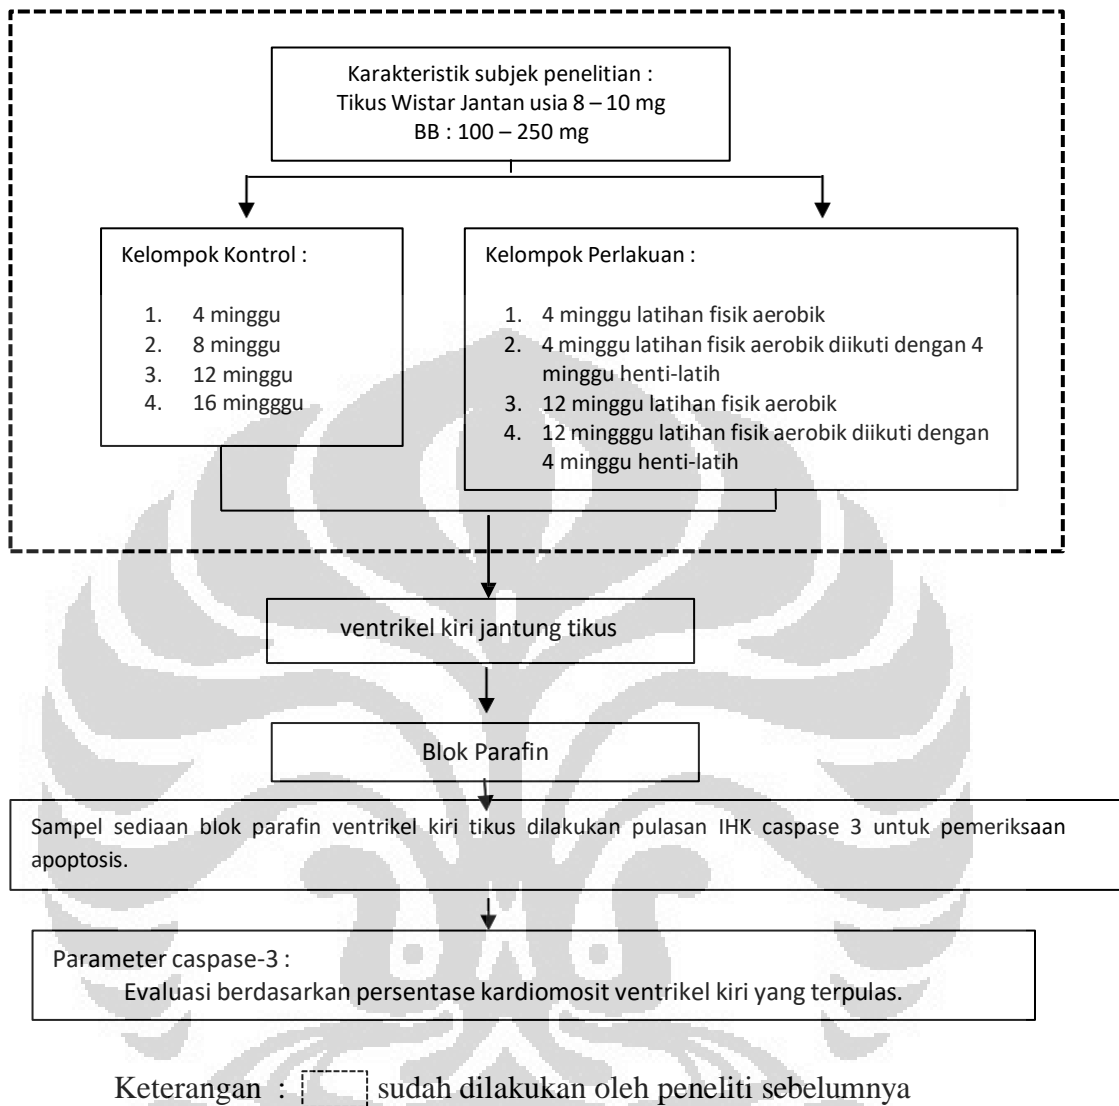 Karakteristik subjek penelitian :
Tikus Wistar Jantan usia 8 – 10 mg
BB : 100 – 250 mg
Kelompok Kontrol :
1. 4 minggu
2. 8 minggu
3. 12 minggu
4. 16 mingggu
Kelompok Perlakuan :
1. 4 minggu latihan fisik aerobik
2. 4 minggu latihan fisik aerobik diikuti dengan 4
minggu henti-latih
3. 12 minggu latihan fisik aerobik
4. 12 mingggu latihan fisik aerobik diikuti dengan
4 minggu henti-latih
ventrikel kiri jantung tikus
Blok Parafin
Sampel sediaan blok parafin ventrikel kiri tikus dilakukan pulasan IHK caspase 3 untuk pemeriksaan
apoptosis.
Parameter caspase-3 :
Evaluasi berdasarkan persentase kardiomosit ventrikel kiri yang terpulas.
Keterangan : sudah dilakukan oleh peneliti sebelumnya